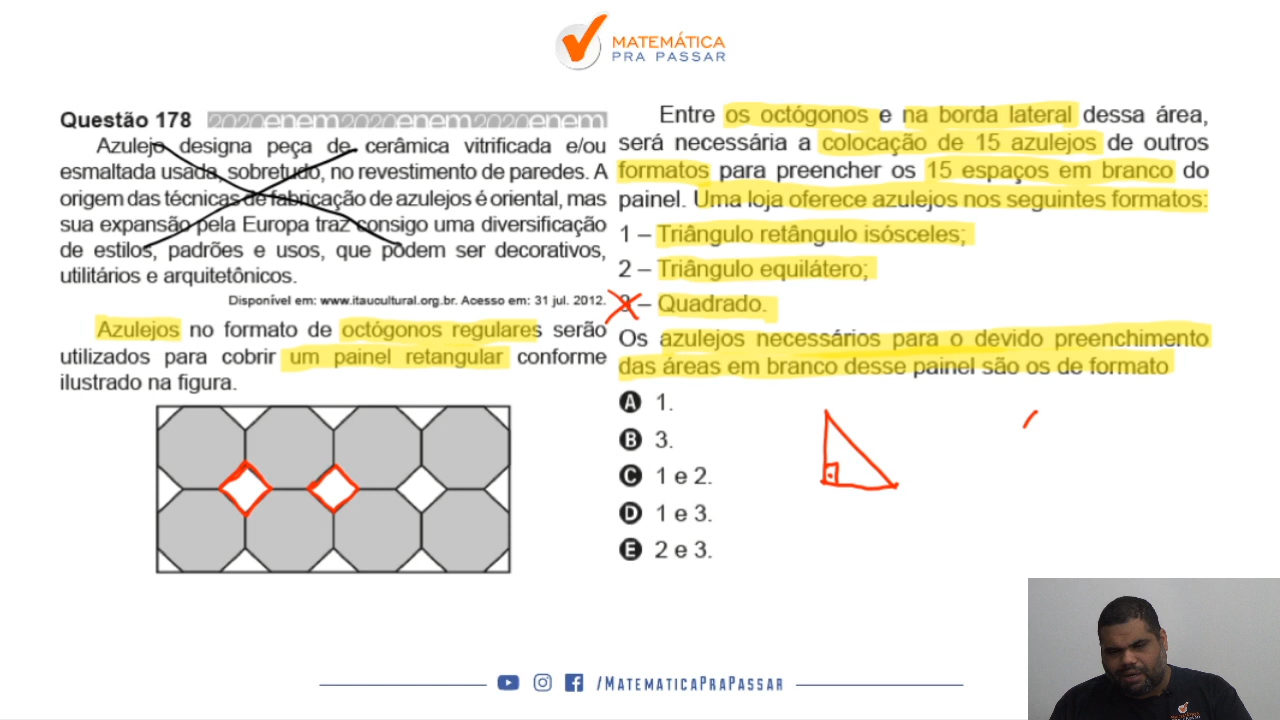 MATEMÁTICA
PRA PASSAR
Questão 178 2020enem2020enem2020enem
Azulejo designa peça de cerâmica vitrificada e/ou
esmaltada usada, sobretudo, no revestimento de paredes. A
origem das técnicas de fabricação de azulejos é oriental, mas
sua expansão pela Europa traz consigo uma diversificação
de estilos, padrões e usos, que podem ser decorativos,
utilitários e arquitetônicos.
Disponível em: www.itaucultural.org.br. Acesso em: 31 jul. 2012.
Azulejos no formato de octógonos regulares serão
utilizados para cobrir um painel retangular conforme
ilustrado na figura.
Entre os octógonos e na borda lateral dessa área,
será necessária a colocação de 15 azulejos de outros
formatos para preencher os 15 espaços em branco do
painel. Uma loja oferece azulejos nos seguintes formatos:
1 – Triângulo retângulo isósceles;
2 – Triângulo equilátero;
3 – Quadrado.
Os azulejos necessários para o devido preenchimento
das áreas em branco desse painel são os de formato
A 1.
B 3.
C 1 e 2.
D 1 e 3.
E 2 e 3.
/MATEMATICAPRAPASSAR